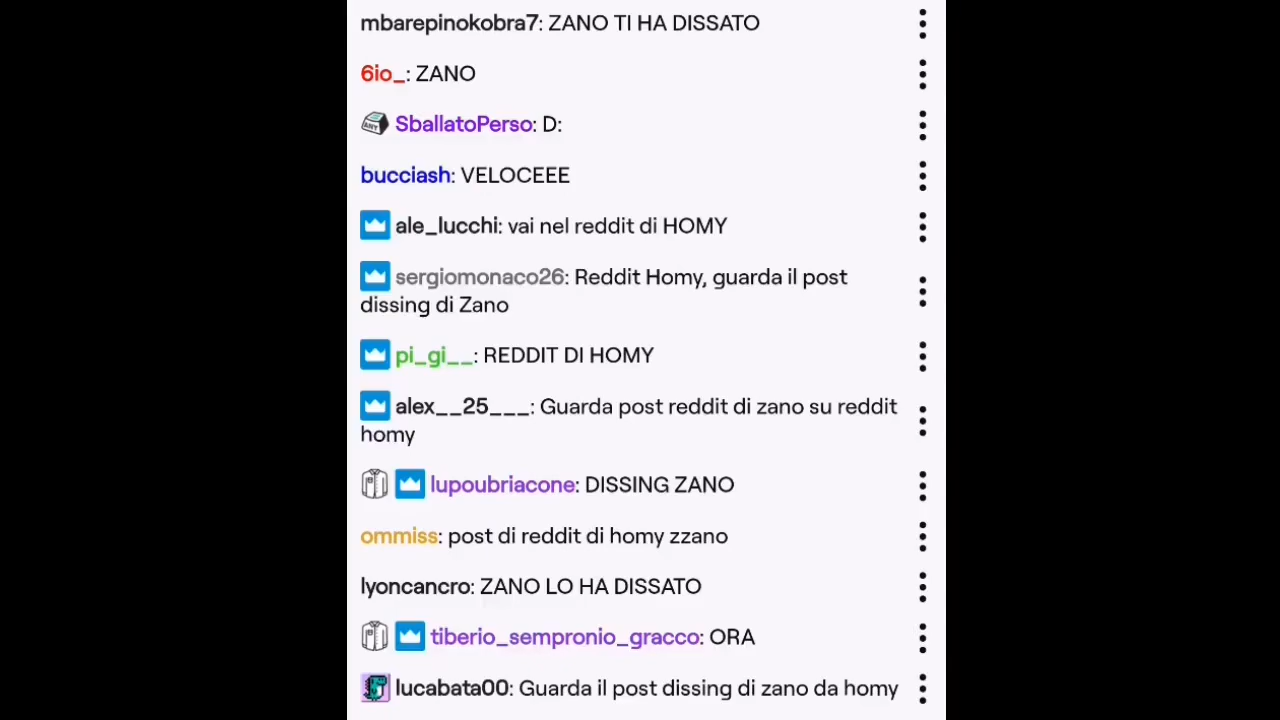 mbarepinokobra7: ZANO TI HA DISSATO
6io_: ZANO
ANY SballatoPerso: D:
bucciash: VELOCEEE
ale_lucchi: vai nel reddit di HOMY
sergiomonaco26: Reddit Homy, guarda il post
dissing di Zano
pi_gi__: REDDIT DI HOMY
alex__25___: Guarda post reddit di zano su reddit
homy
lupoubriacone: DISSING ZANO
ommiss: post di reddit di homy zzano
lyoncancro: ZANO LO HA DISSATO
tiberio_sempronio_gracco: ORA
lucabata00: Guarda il post dissing di zano da homy